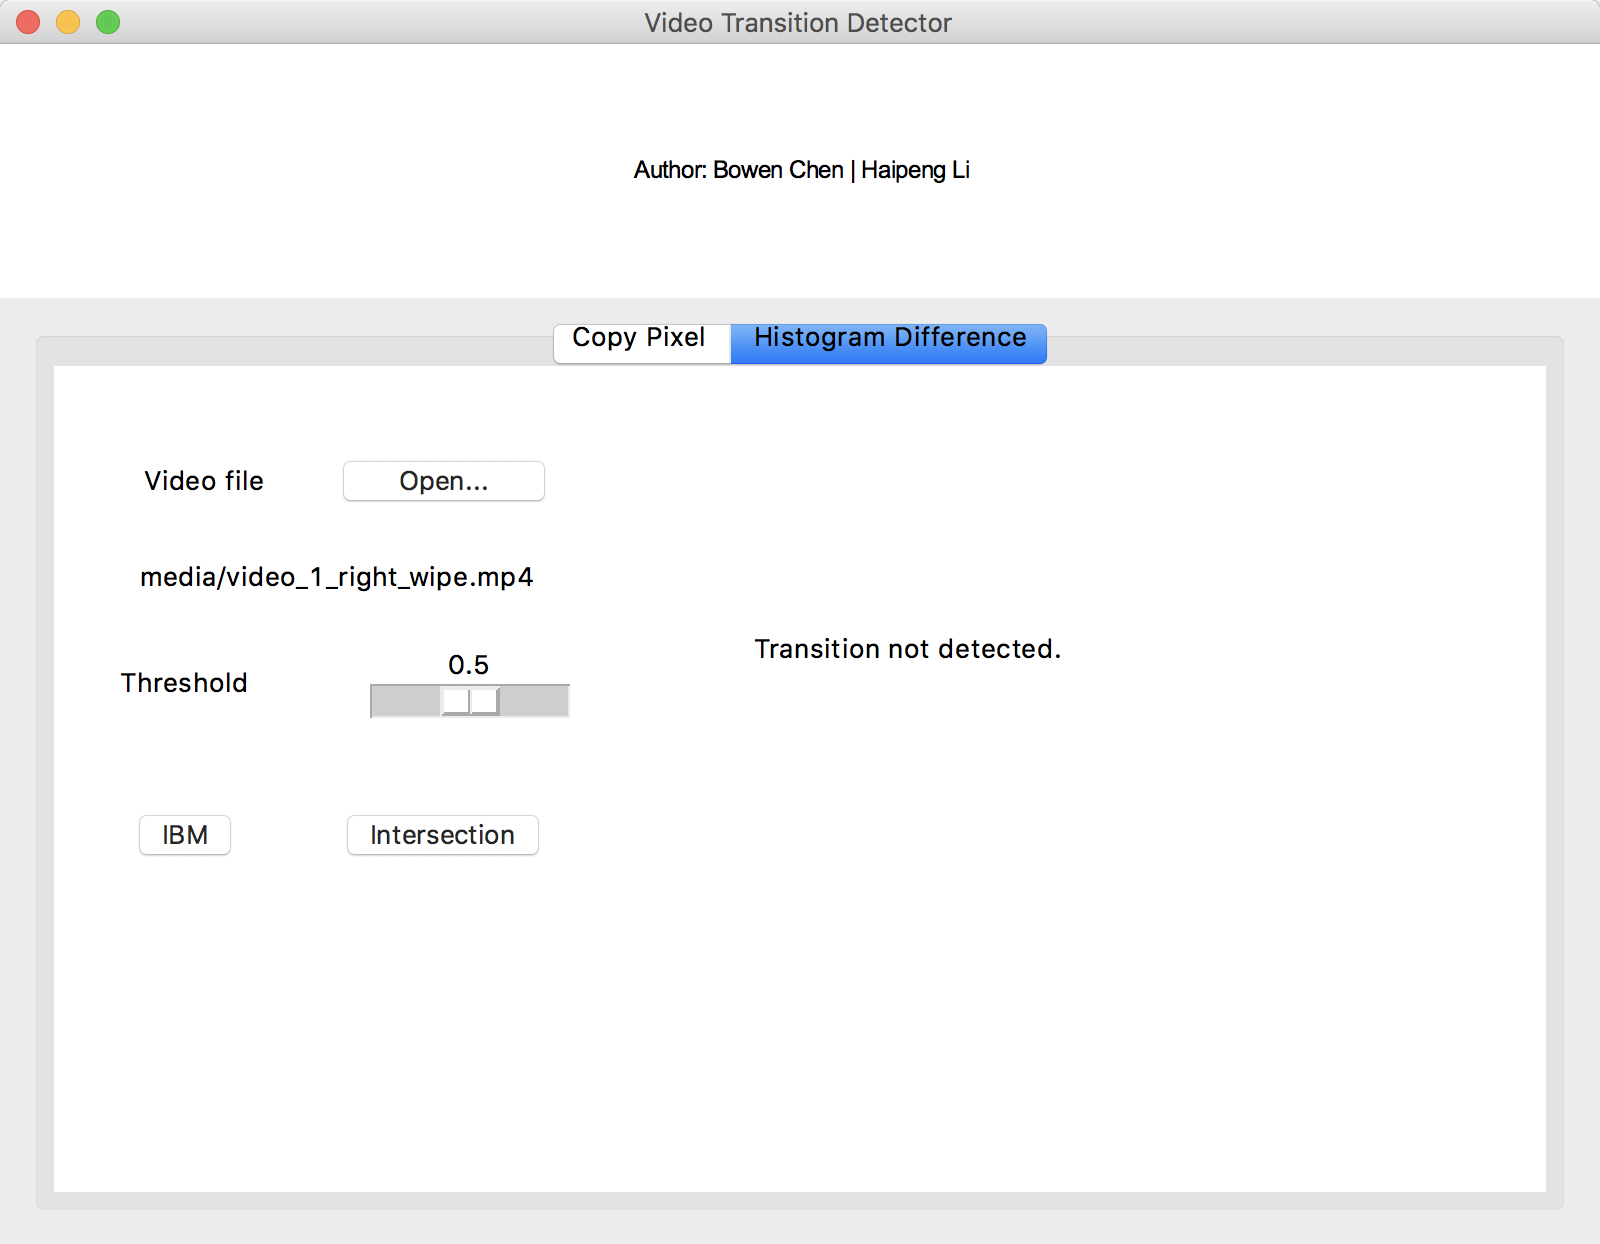 Video Transition Detector
Author: Bowen Chen | Haipeng Li
Copy Pixel
Histogram Difference
Video file
Open...
media/video_1_right_wipe.mp4
Threshold
0.5
Transition not detected.
IBM
Intersection